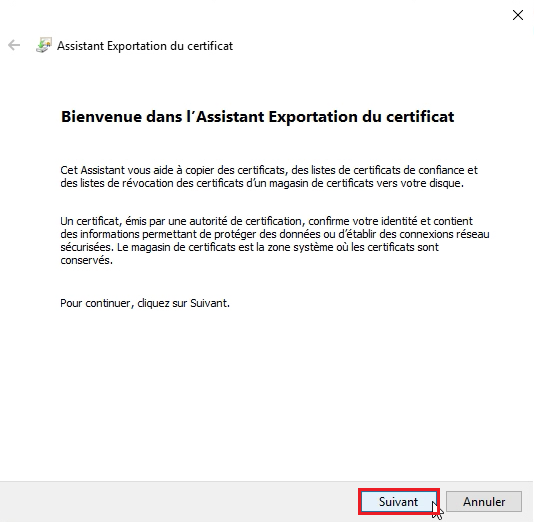 Assistant Exportation du certificat
Bienvenue dans l’Assistant Exportation du certificat
Cet Assistant vous aide à copier des certificats, des listes de certificats de confiance et
des listes de révocation des certificats d’un magasin de certificats vers votre disque.
Un certificat, émis par une autorité de certification, confirme votre identité et contient
des informations permettant de protéger des données ou d’établir des connexions réseau
sécurisées. Le magasin de certificats est la zone système où les certificats sont
conservés.
Pour continuer, cliquez sur Suivant.
Suivant
Annuler